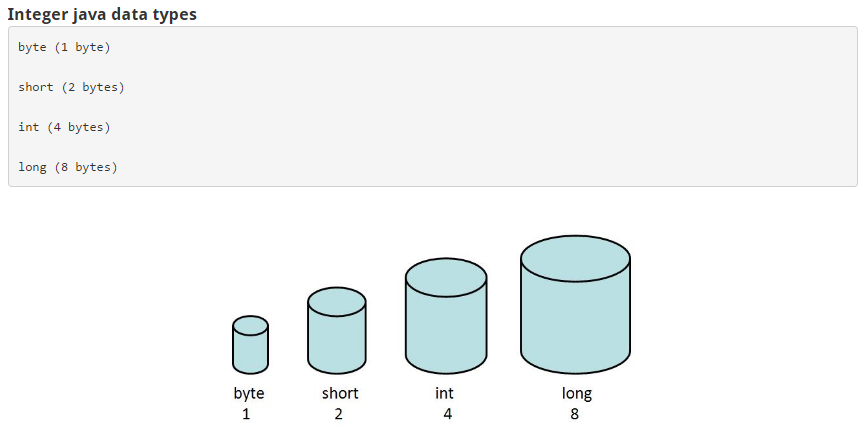 Integer java data types
byte (1 byte)
short (2 bytes)
int (4 bytes)
long (8 bytes)
byte short int long
1 2 4 8